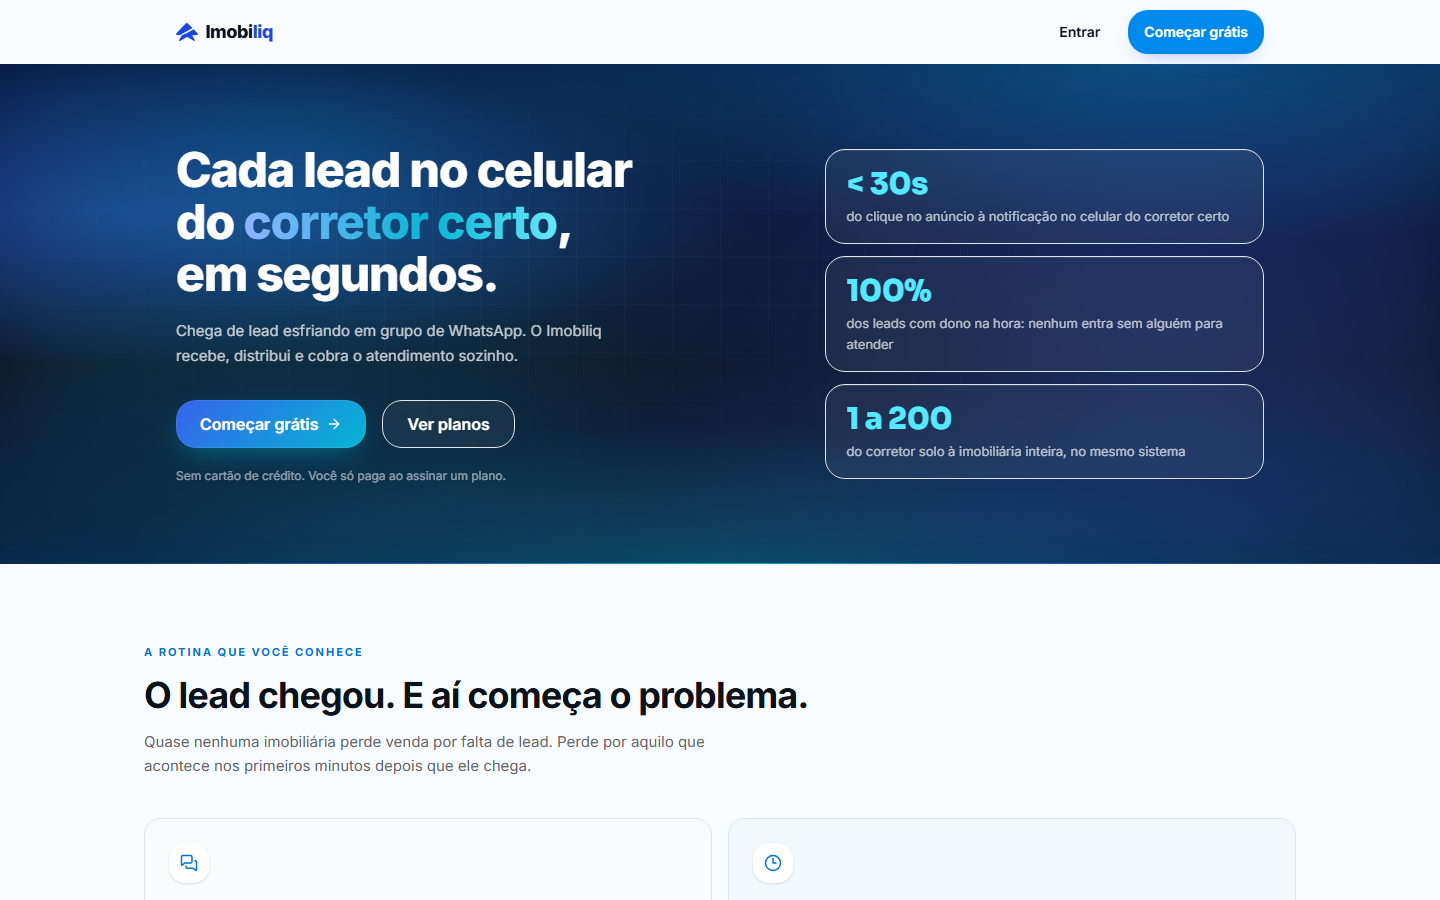 Imobiliq
Entrar
Começar grátis
Cada lead no celular
do corretor certo,
em segundos.
Chega de lead esfriando em grupo de WhatsApp. O Imobiliq
recebe, distribui e cobra o atendimento sozinho.
Começar grátis →
Ver planos
Sem cartão de crédito. Você só paga ao assinar um plano.
< 30s
do clique no anúncio à notificação no celular do corretor certo
100%
dos leads com dono na hora: nenhum entra sem alguém para
atender
1 a 200
do corretor solo à imobiliária inteira, no mesmo sistema
A ROTINA QUE VOCÊ CONHECE
O lead chegou. E aí começa o problema.
Quase nenhuma imobiliária perde venda por falta de lead. Perde por aquilo que
acontece nos primeiros minutos depois que ele chega.